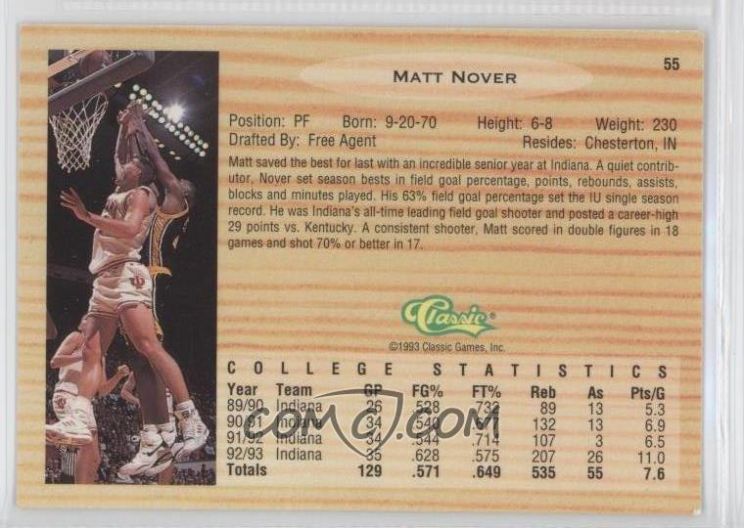 55
MATT NOVER
Position: PF Born: 9-20-70 Height: 6-8 Weight: 230
Drafted By: Free Agent Resides: Chesterton, IN
Matt saved the best for last with an incredible senior year at Indiana. A quiet contrib-
utor, Nover set season bests in field goal percentage, points, rebounds, assists,
blocks and minutes played. His 63% field goal percentage set the IU single season
record. He was Indiana's all-time leading field goal shooter and posted a career-high
29 points vs. Kentucky. A consistent shooter, Matt scored in double figures in 18
games and shot 70% or better in 17.
Classic®
©1993 Classic Games, Inc.
COLLEGE STATISTICS
Year Team GP FG% FT% Reb As Pts/G
89/90 Indiana 26 .528 .732 89 13 5.3
90/91 Indiana 34 .540 132 13 6.9
91/92 Indiana 34 .544 .714 107 3 6.5
92/93 Indiana 35 .628 .575 207 26 11.0
Totals 129 .571 .649 535 55 7.6
COMC.COM